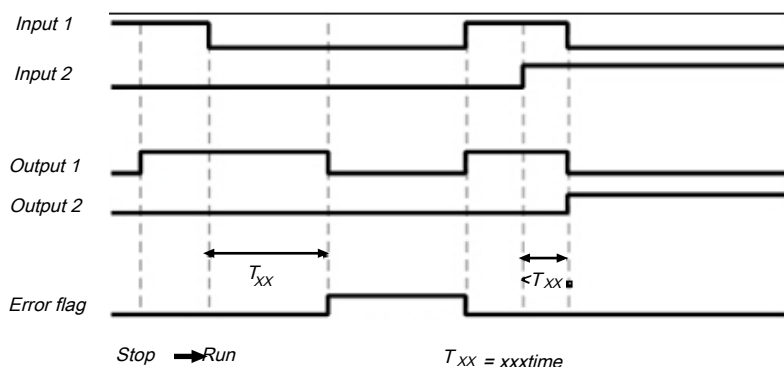 Input 1
Input 2
Output 1
Output 2
TXX
<TXX
Error flag
Stop Run
TXX = xxxtime